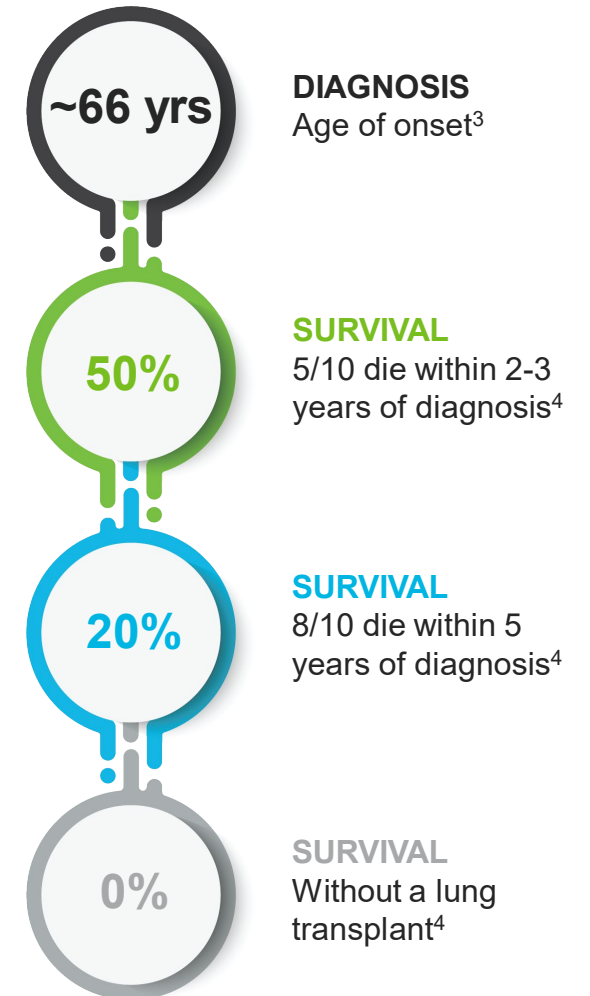 ~66 yrs
DIAGNOSIS
Age of onset³
50%
SURVIVAL
5/10 die within 2-3
years of diagnosis⁴
20%
SURVIVAL
8/10 die within 5
years of diagnosis⁴
0%
SURVIVAL
Without a lung
transplant⁴